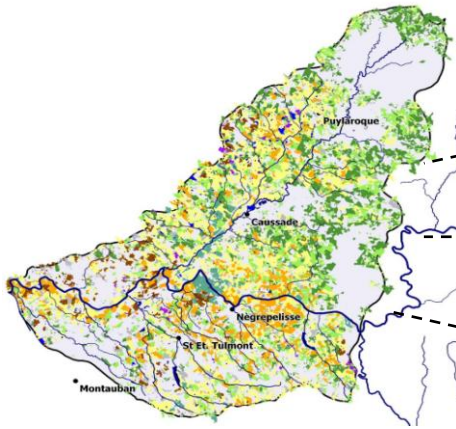 Puylaroque
Caussade
Nègrepelisse
St Et. Tulmont
Montauban